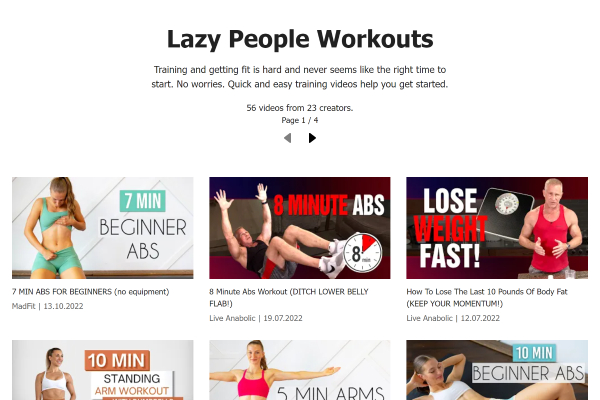 Lazy People Workouts
Training and getting fit is hard and never seems like the right time to
start. No worries. Quick and easy training videos help you get started.
56 videos from 23 creators.
Page 1 / 4
7 MIN
BEGINNER
ABS
8 MINUTE ABS
8
min
LOSE
WEIGHT
FAST!
7 MIN ABS FOR BEGINNERS (no equipment)
MadFit | 13.10.2022
8 Minute Abs Workout (DITCH LOWER BELLY
FLAB!)
Live Anabolic | 19.07.2022
How To Lose The Last 10 Pounds Of Body Fat
(KEEP YOUR MOMENTUM!)
Live Anabolic | 12.07.2022
10 MIN
STANDING
ARM WORKOUT
5 MIN ARMS
10 MIN
BEGINNER ABS